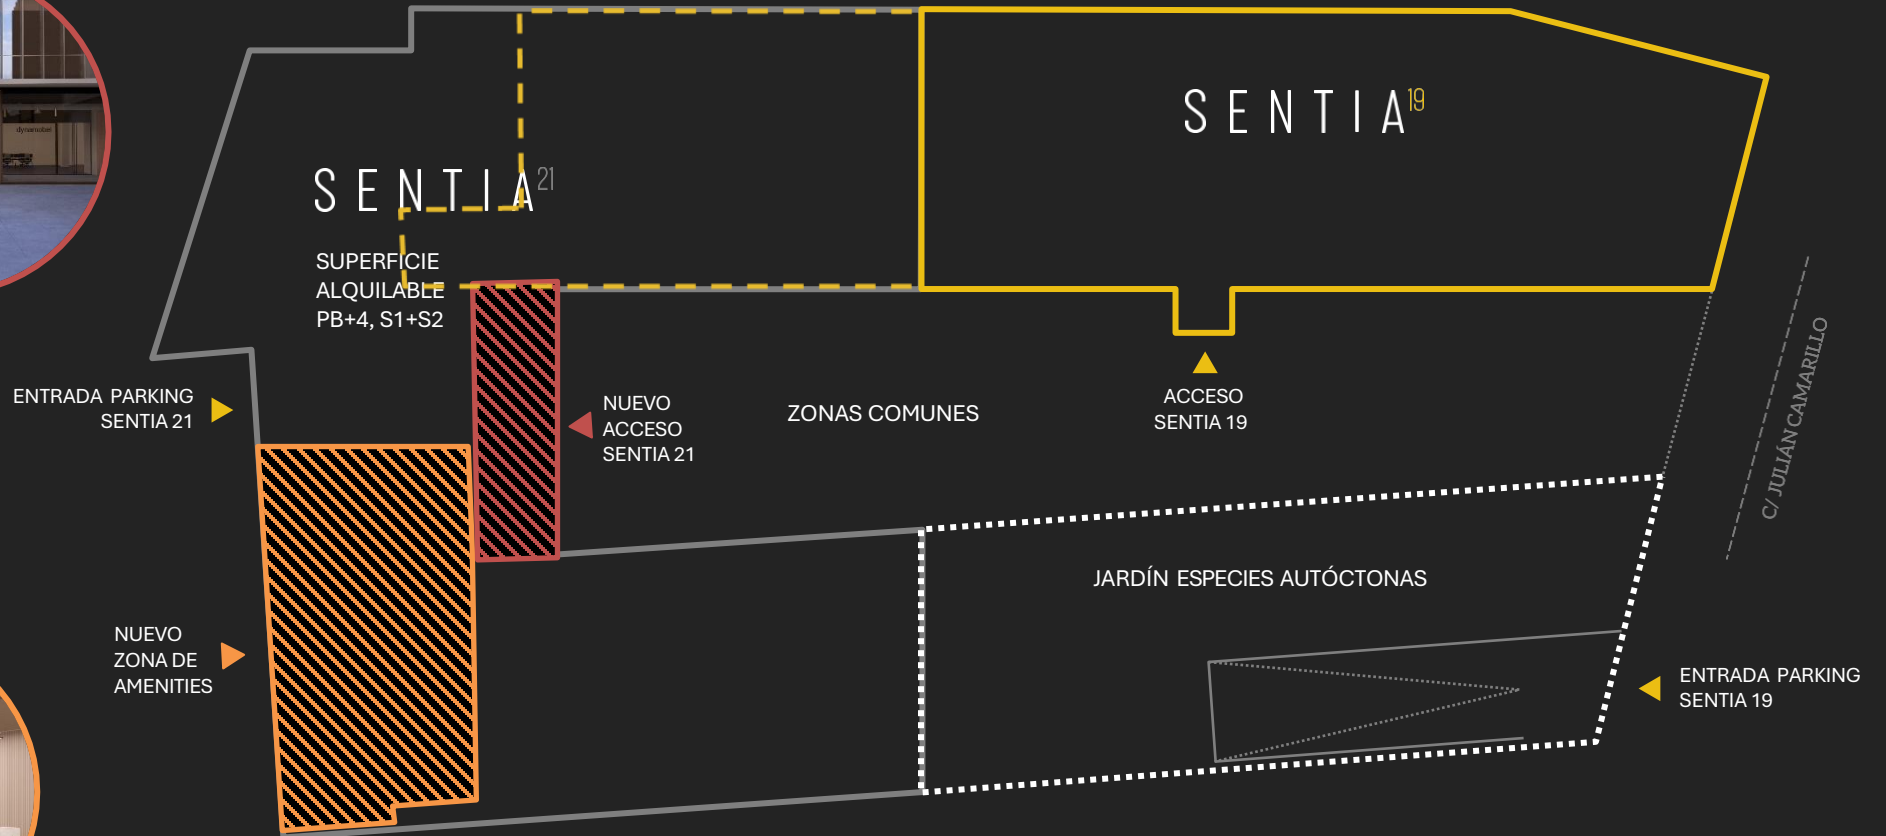 dynamobel
SENTIA19
SENTIA21
SUPERFICIE
ALQUILABLE
PB+4, S1+S2
ENTRADA PARKING
SENTIA 21
NUEVO
ACCESO
SENTIA 21
ZONAS COMUNES
ACCESO
SENTIA 19
C/ JULIÁN CAMARILLO
JARDÍN ESPECIES AUTÓCTONAS
NUEVO
ZONA DE
AMENITIES
ENTRADA PARKING
SENTIA 19